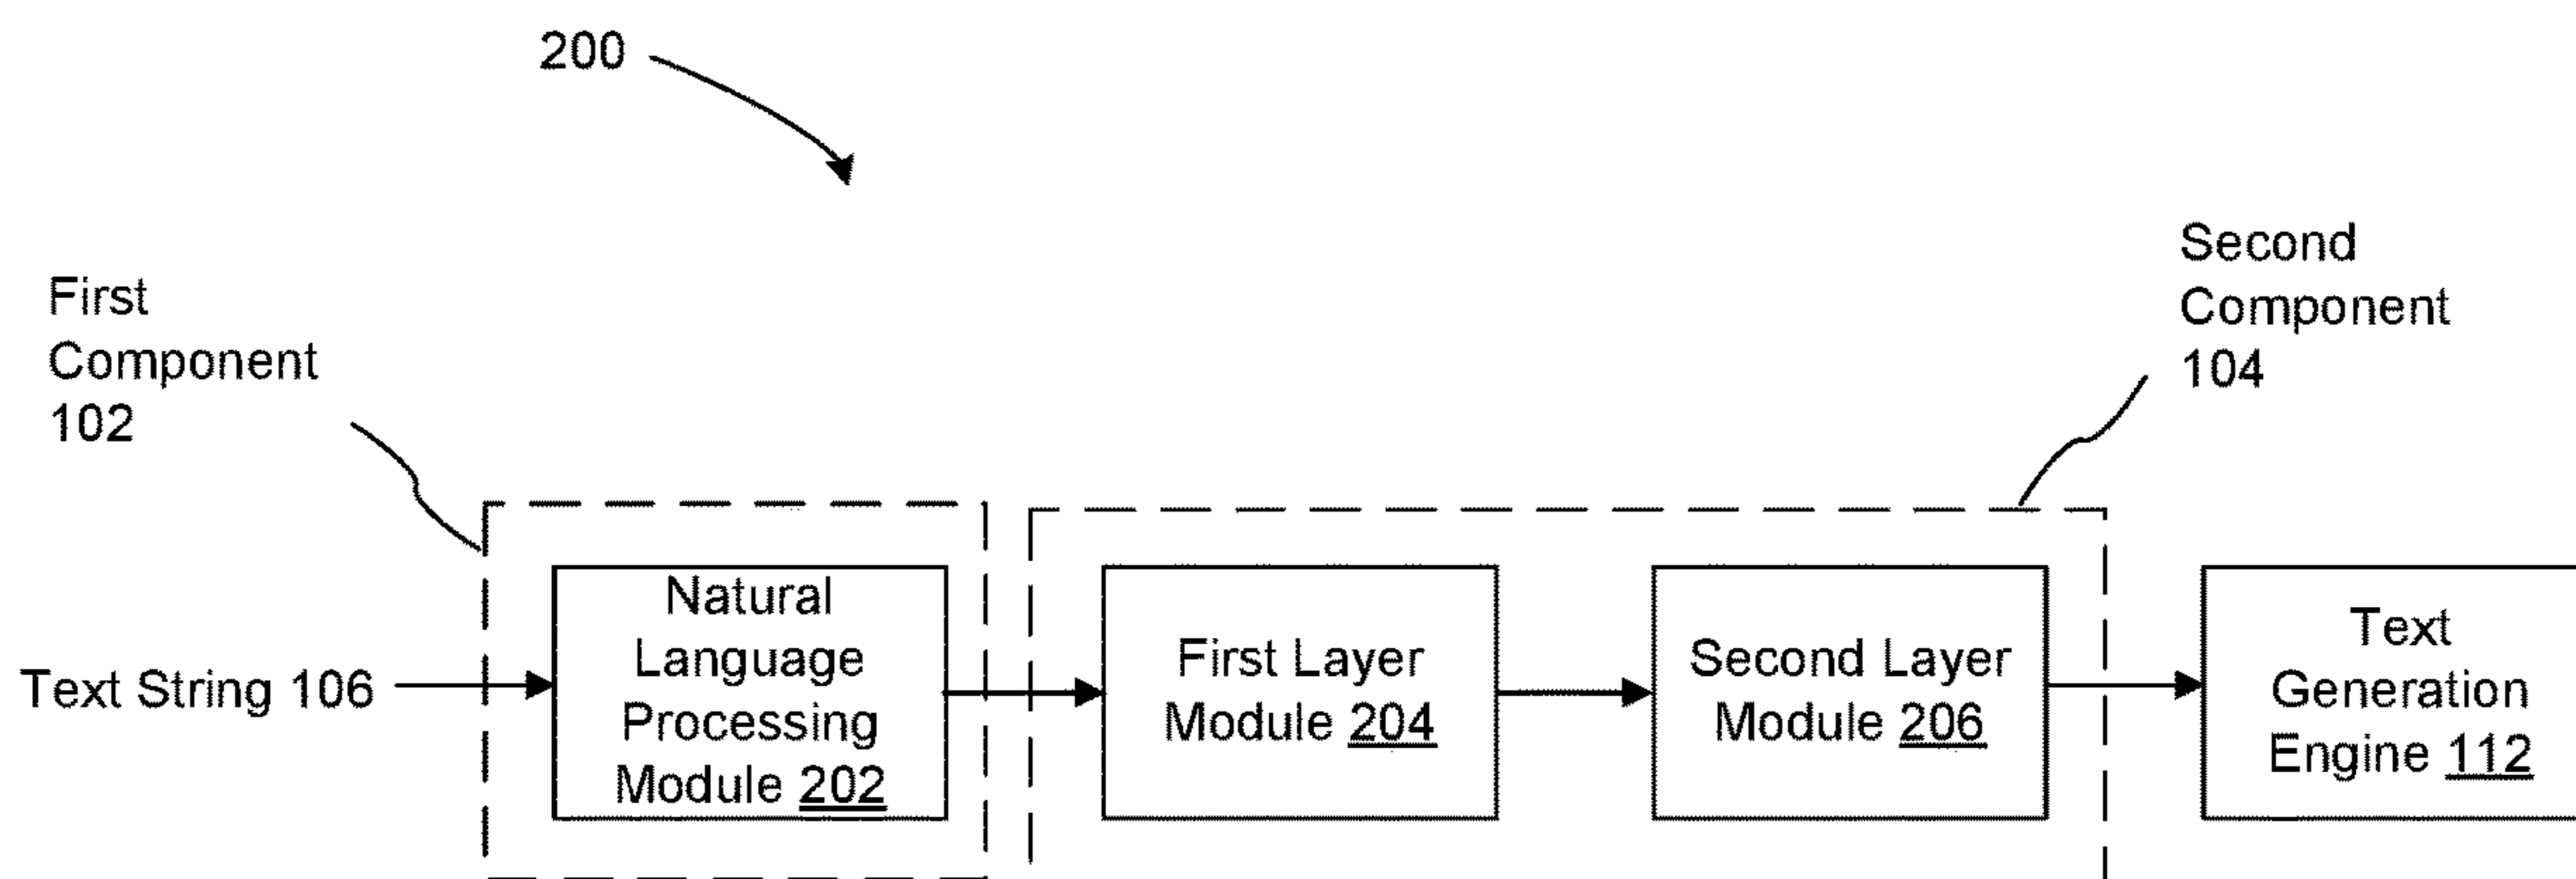 200
First
Component
102
Second
Component
104
Text String 106
Natural
Language
Processing
Module 202
First Layer
Module 204
Second Layer
Module 206
Text
Generation
Engine 112